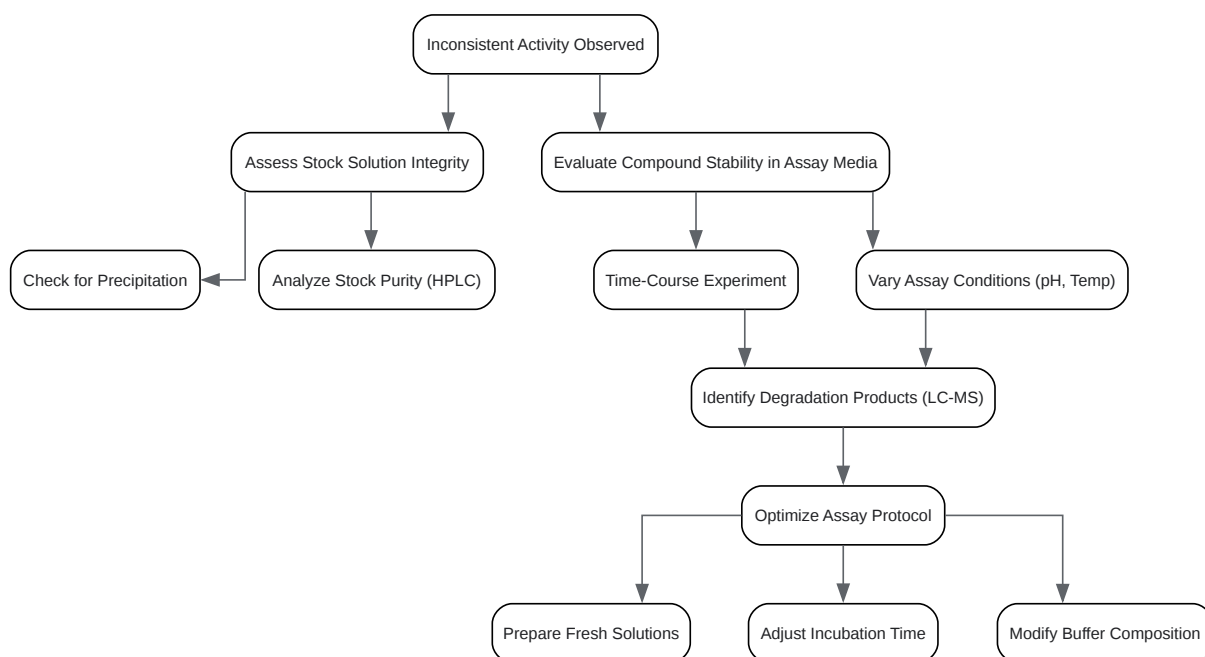 Inconsistent Activity Observed
Assess Stock Solution Integrity
Evaluate Compound Stability in Assay Media
Check for Precipitation
Analyze Stock Purity (HPLC)
Time-Course Experiment
Vary Assay Conditions (pH, Temp)
Identify Degradation Products (LC-MS)
Optimize Assay Protocol
Prepare Fresh Solutions
Adjust Incubation Time
Modify Buffer Composition